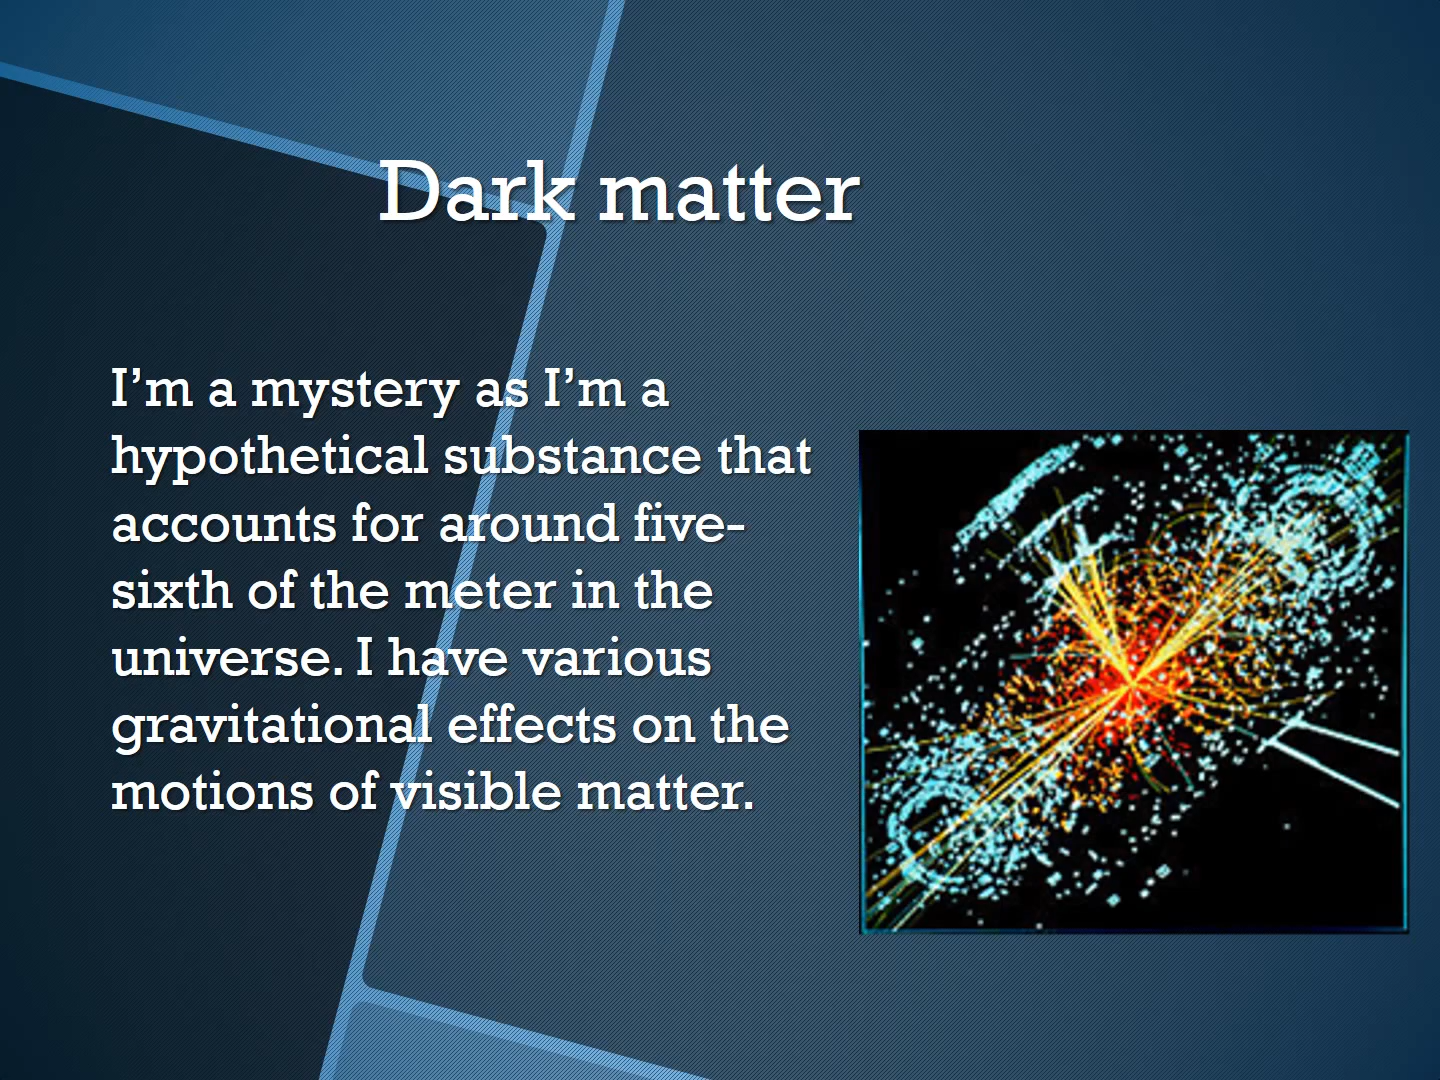 Dark matter
I’m a mystery as I’m a
hypothetical substance that
accounts for around five-
sixth of the meter in the
universe. I have various
gravitational effects on the
motions of visible matter.